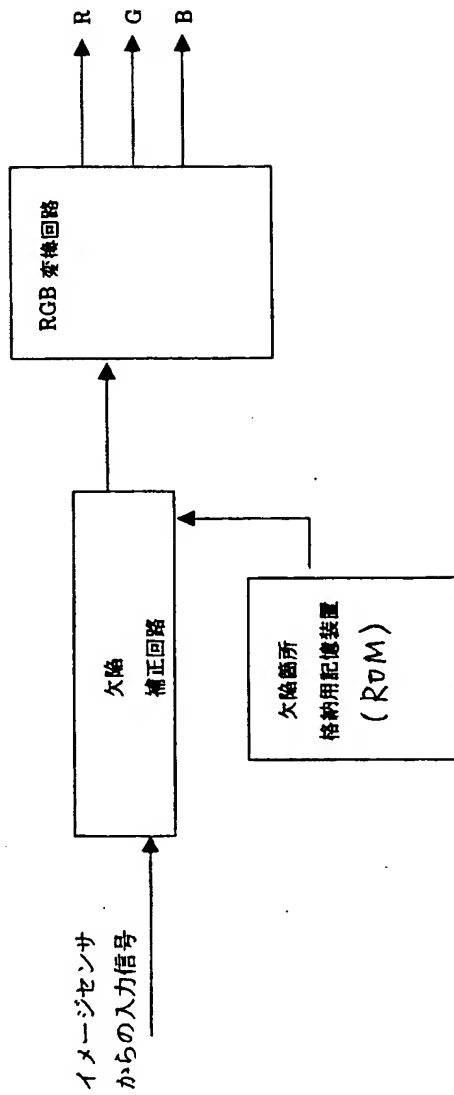 イメージセンサ
からの入力信号
欠陥
補正回路
欠陥箇所
格納用記憶装置
(ROM)
RGB 変換回路
R
G
B